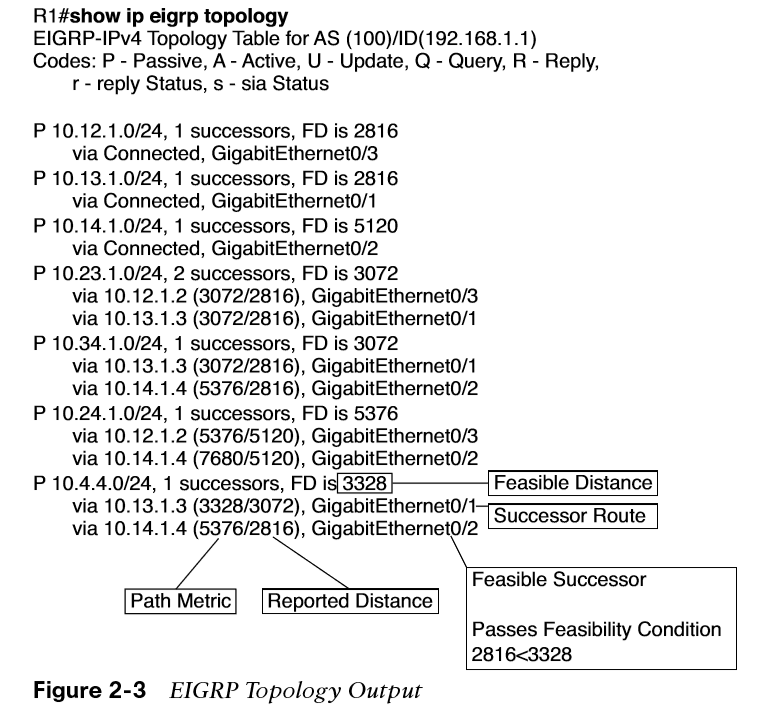 R1#show ip eigrp topology
EIGRP-IPv4 Topology Table for AS (100)/ID(192.168.1.1)
Codes: P - Passive, A - Active, U - Update, Q - Query, R - Reply,
r - reply Status, s - sia Status
P 10.12.1.0/24, 1 successors, FD is 2816
via Connected, GigabitEthernet0/3
P 10.13.1.0/24, 1 successors, FD is 2816
via Connected, GigabitEthernet0/1
P 10.14.1.0/24, 1 successors, FD is 5120
via Connected, GigabitEthernet0/2
P 10.23.1.0/24, 2 successors, FD is 3072
via 10.12.1.2 (3072/2816), GigabitEthernet0/3
via 10.13.1.3 (3072/2816), GigabitEthernet0/1
P 10.34.1.0/24, 1 successors, FD is 3072
via 10.13.1.3 (3072/2816), GigabitEthernet0/1
via 10.14.1.4 (5376/2816), GigabitEthernet0/2
P 10.24.1.0/24, 1 successors, FD is 5376
via 10.12.1.2 (5376/5120), GigabitEthernet0/3
via 10.14.1.4 (7680/5120), GigabitEthernet0/2
P 10.4.4.0/24, 1 successors, FD is 3328
Feasible Distance
via 10.13.1.3 (3328/3072), GigabitEthernet0/1
Successor Route
via 10.14.1.4 (5376/2816), GigabitEthernet0/2
Path Metric
Reported Distance
Feasible Successor
Passes Feasibility Condition
2816<3328
Figure 2-3 EIGRP Topology Output